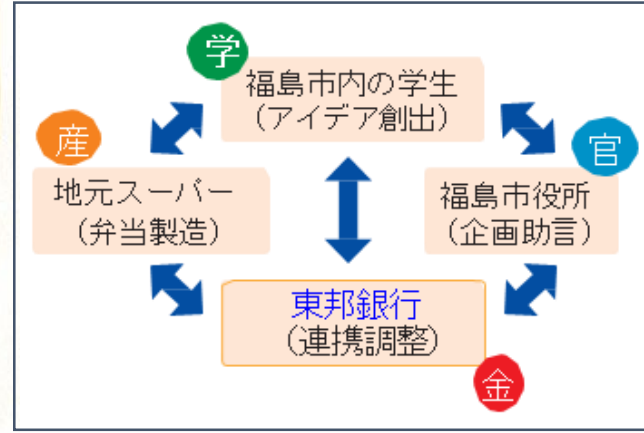 学
福島市内の学生
(アイデア創出)
産
地元スーパー
(弁当製造)
官
福島市役所
(企画助言)
東邦銀行
(連携調整)
金